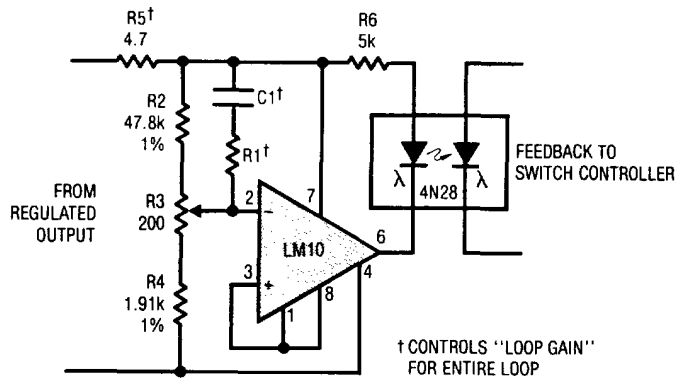 R5†
4.7
R6
5k
R2
47.8k
1%
C1†
R1†
FROM
REGULATED
OUTPUT
R3
200
R4
1.91k
1%
2
7
−
LM10
6
4
3
+
8
1
λ
4N28
λ
FEEDBACK TO
SWITCH CONTROLLER
† CONTROLS "LOOP GAIN"
FOR ENTIRE LOOP